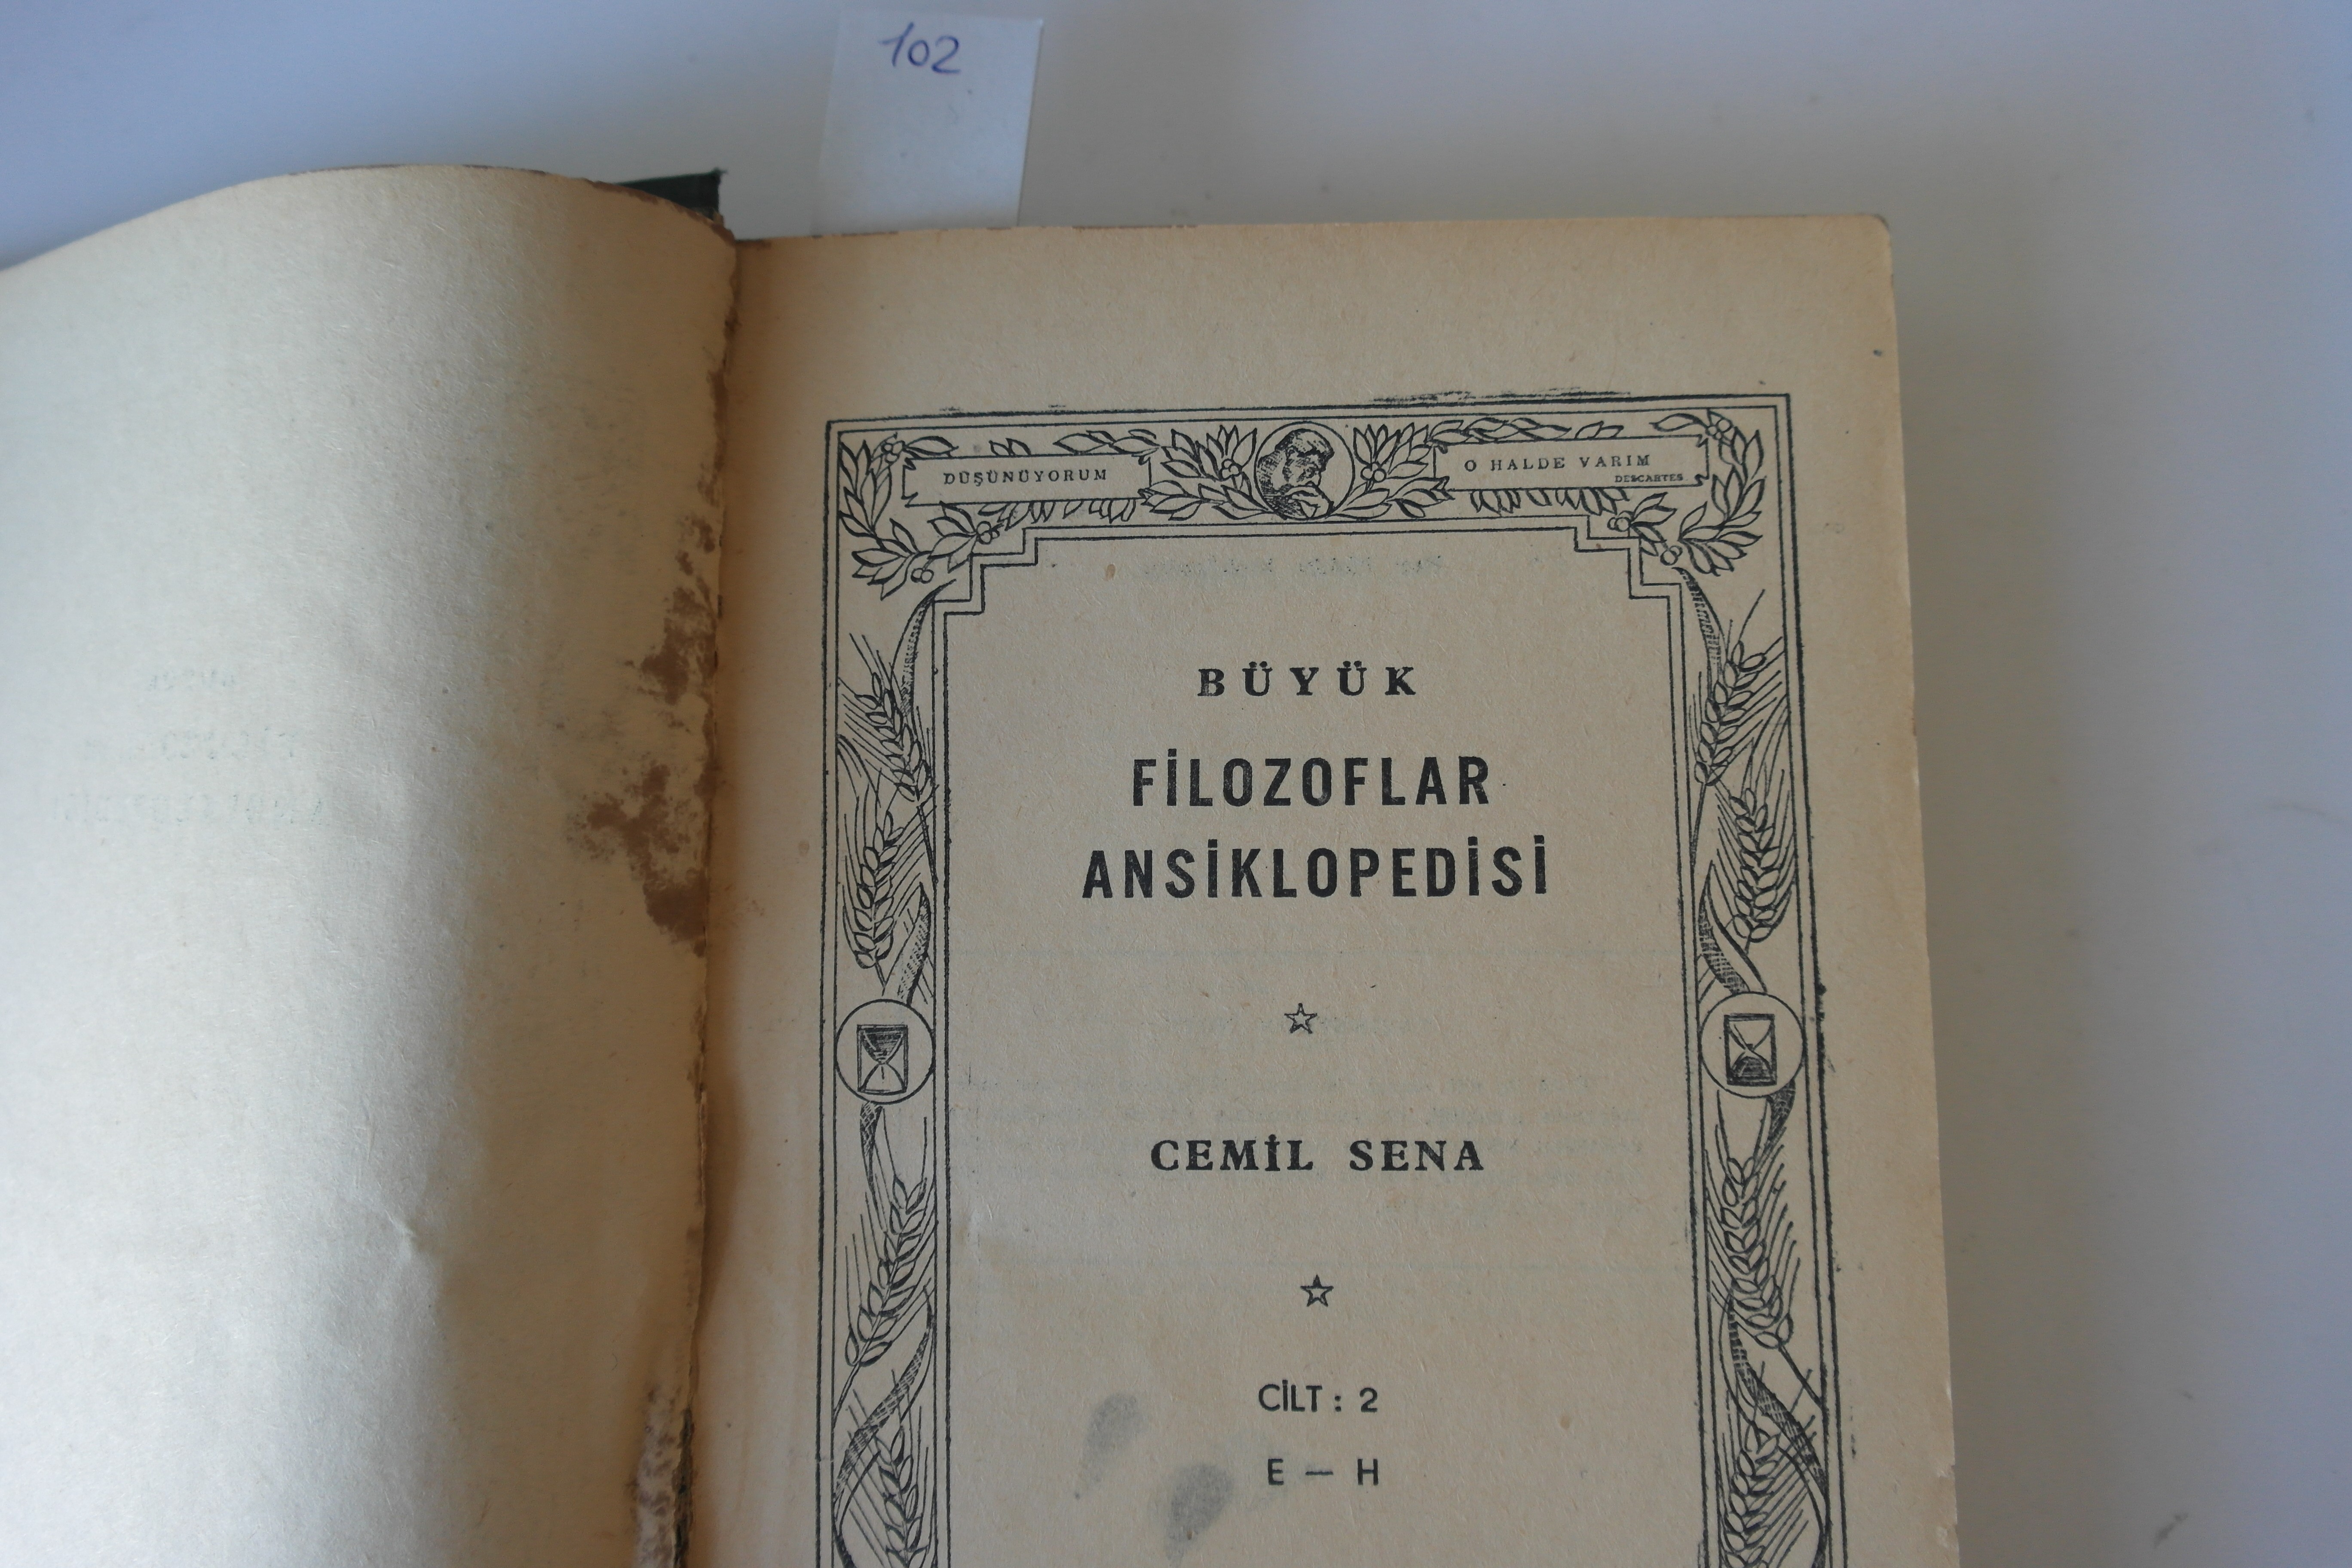 102
DÜŞÜNÜYORUM
O HALDE VARIM
DESCARTES
BÜYÜK
FİLOZOFLAR
ANSİKLOPEDİSİ
CEMİL SENA
CİLT : 2
E — H